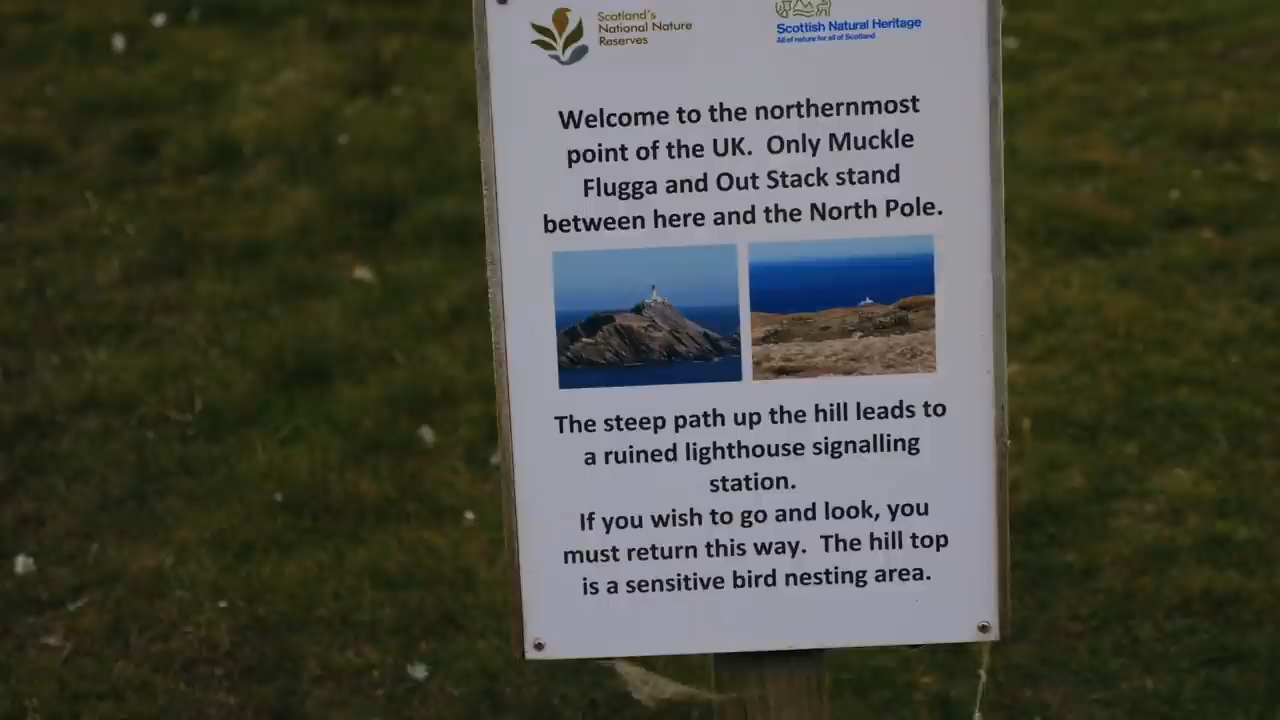 Scotland's
National Nature
Reserves
Scottish Natural Heritage
All of nature for all of Scotland
Welcome to the northernmost
point of the UK.  Only Muckle
Flugga and Out Stack stand
between here and the North Pole.
The steep path up the hill leads to
a ruined lighthouse signalling
station.
If you wish to go and look, you
must return this way.  The hill top
is a sensitive bird nesting area.